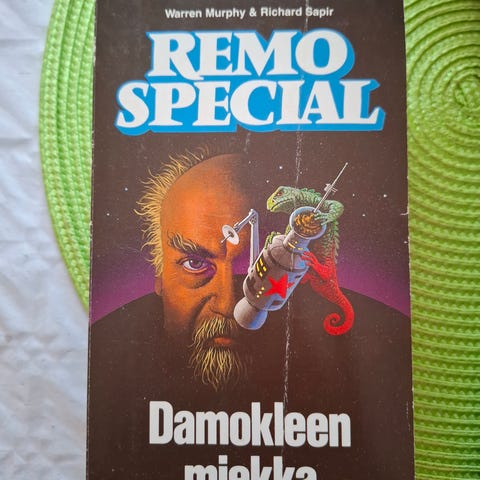 Warren Murphy & Richard Sapir
REMO
SPECIAL
Damokleen
miekka